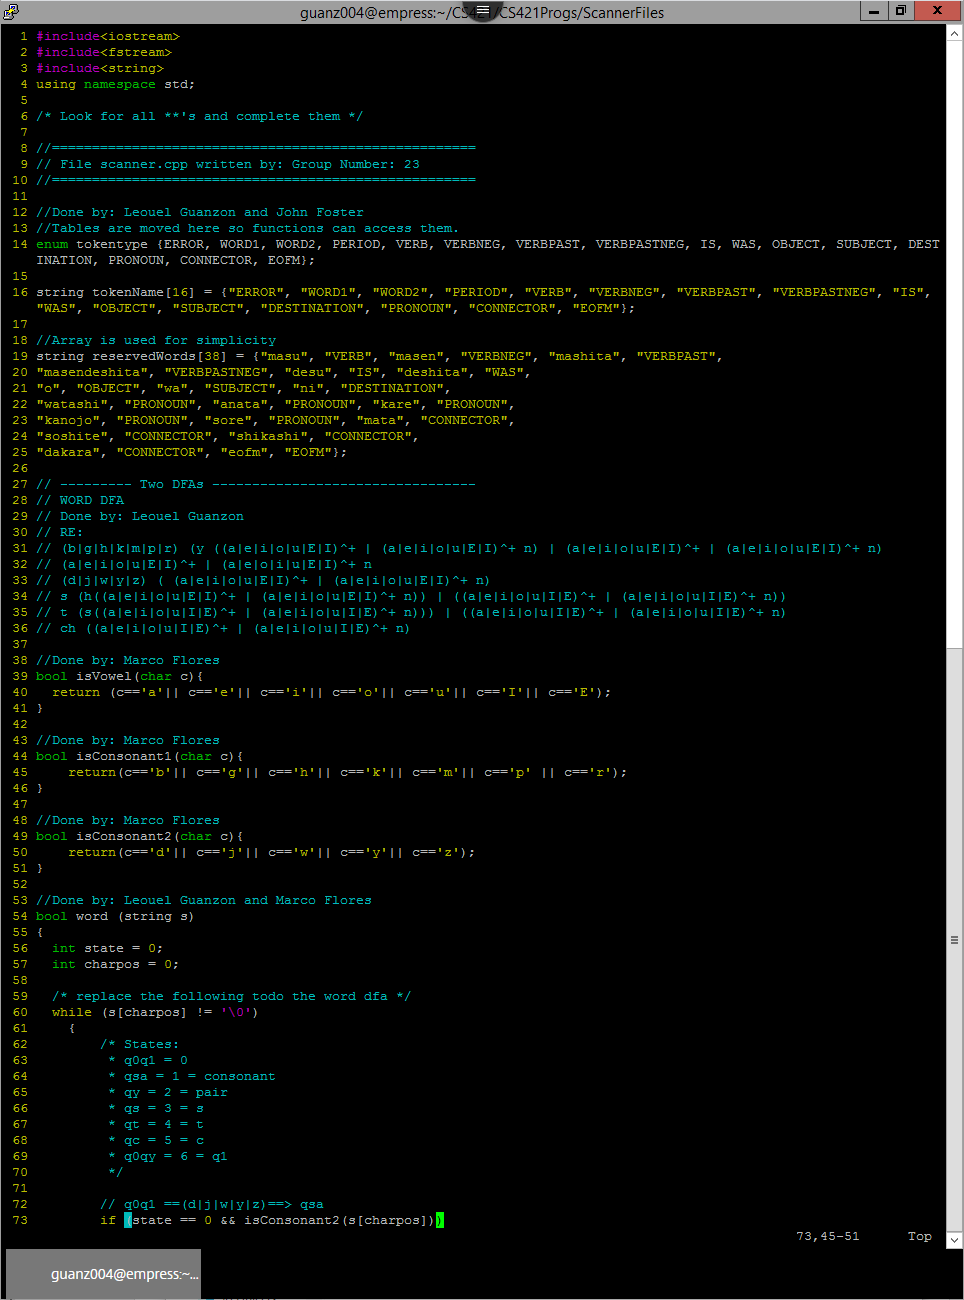 guanz004@empress:~/CS421/CS421Progs/ScannerFiles
1 #include<iostream>
2 #include<fstream>
3 #include<string>
4 using namespace std;
5
6 /* Look for all **'s and complete them */
7
8 //=====================================================
9 // File scanner.cpp written by: Group Number: 23
10 //=====================================================
11
12 //Done by: Leouel Guanzon and John Foster
13 //Tables are moved here so functions can access them.
14 enum tokentype {ERROR, WORD1, WORD2, PERIOD, VERB, VERBNEG, VERBPAST, VERBPASTNEG, IS, WAS, OBJECT, SUBJECT, DEST
INATION, PRONOUN, CONNECTOR, EOFM};
15
16 string tokenName[16] = {"ERROR", "WORD1", "WORD2", "PERIOD", "VERB", "VERBNEG", "VERBPAST", "VERBPASTNEG", "IS",
"WAS", "OBJECT", "SUBJECT", "DESTINATION", "PRONOUN", "CONNECTOR", "EOFM"};
17
18 //Array is used for simplicity
19 string reservedWords[38] = {"masu", "VERB", "masen", "VERBNEG", "mashita", "VERBPAST",
20 "masendeshita", "VERBPASTNEG", "desu", "IS", "deshita", "WAS",
21 "o", "OBJECT", "wa", "SUBJECT", "ni", "DESTINATION",
22 "watashi", "PRONOUN", "anata", "PRONOUN", "kare", "PRONOUN",
23 "kanojo", "PRONOUN", "sore", "PRONOUN", "mata", "CONNECTOR",
24 "soshite", "CONNECTOR", "shikashi", "CONNECTOR",
25 "dakara", "CONNECTOR", "eofm", "EOFM"};
26
27 // --------- Two DFAs ---------------------------------
28 // WORD DFA
29 // Done by: Leouel Guanzon
30 // RE:
31 // (b|g|h|k|m|p|r) (y ((a|e|i|o|u|E|I)^+ | (a|e|i|o|u|E|I)^+ n) | (a|e|i|o|u|E|I)^+ | (a|e|i|o|u|E|I)^+ n)
32 // (a|e|i|o|u|E|I)^+ | (a|e|o|i|u|E|I)^+ n
33 // (d|j|w|y|z) ( (a|e|i|o|u|E|I)^+ | (a|e|i|o|u|E|I)^+ n)
34 // s (h((a|e|i|o|u|E|I)^+ | (a|e|i|o|u|E|I)^+ n)) | ((a|e|i|o|u|I|E)^+ | (a|e|i|o|u|I|E)^+ n))
35 // t (s((a|e|i|o|u|I|E)^+ | (a|e|i|o|u|I|E)^+ n))) | ((a|e|i|o|u|I|E)^+ | (a|e|i|o|u|I|E)^+ n)
36 // ch ((a|e|i|o|u|I|E)^+ | (a|e|i|o|u|I|E)^+ n)
37
38 //Done by: Marco Flores
39 bool isVowel(char c){
40 return (c=='a'|| c=='e'|| c=='i'|| c=='o'|| c=='u'|| c=='I'|| c=='E');
41 }
42
43 //Done by: Marco Flores
44 bool isConsonant1(char c){
45 return(c=='b'|| c=='g'|| c=='h'|| c=='k'|| c=='m'|| c=='p' || c=='r');
46 }
47
48 //Done by: Marco Flores
49 bool isConsonant2(char c){
50 return(c=='d'|| c=='j'|| c=='w'|| c=='y'|| c=='z');
51 }
52
53 //Done by: Leouel Guanzon and Marco Flores
54 bool word (string s)
55 {
56 int state = 0;
57 int charpos = 0;
58
59 /* replace the following todo the word dfa */
60 while (s[charpos] != '\0')
61 {
62 /* States:
63 * q0q1 = 0
64 * qsa = 1 = consonant
65 * qy = 2 = pair
66 * qs = 3 = s
67 * qt = 4 = t
68 * qc = 5 = c
69 * q0qy = 6 = q1
70 */
71
72 // q0q1 ==(d|j|w|y|z)==> qsa
73 if (state == 0 && isConsonant2(s[charpos]))
73,45-51 Top
guanz004@empress:~...